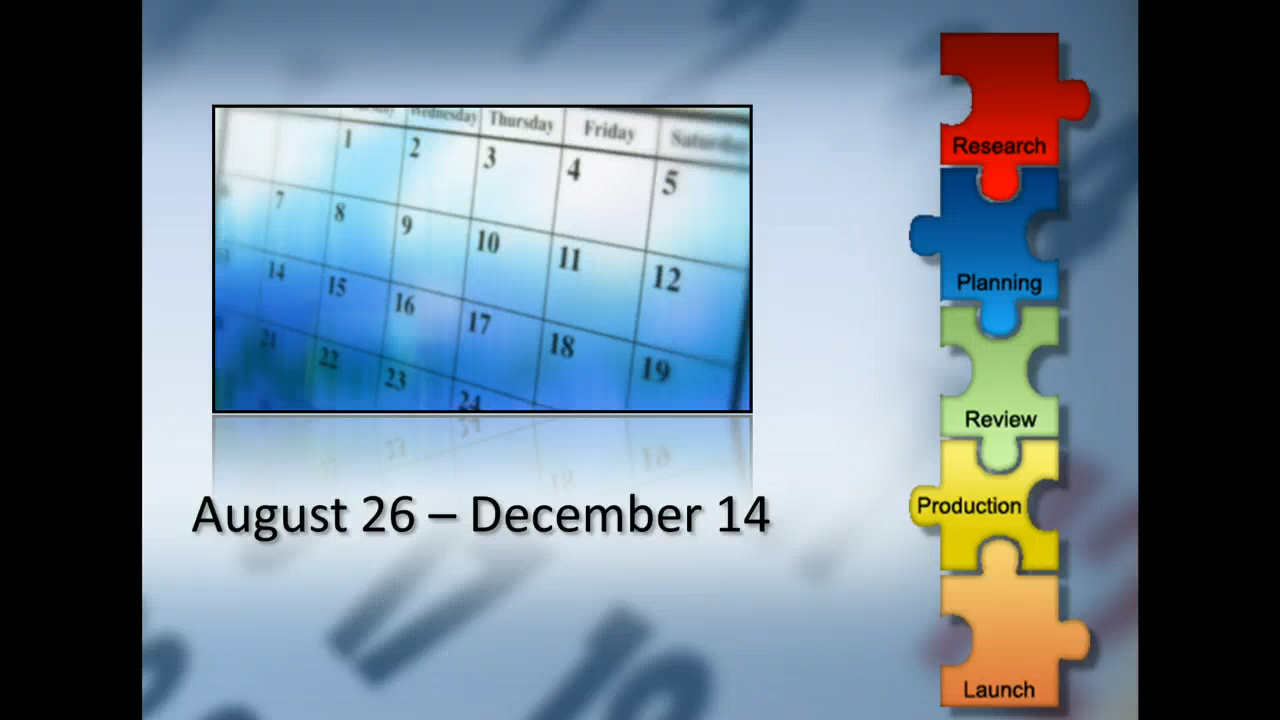 Wednesday Thursday Friday Saturday
1 2 3 4 5
7 8 9 10 11 12
14 15 16 17 18 19
21 22 23 24
August 26 – December 14
Research
Planning
Review
Production
Launch